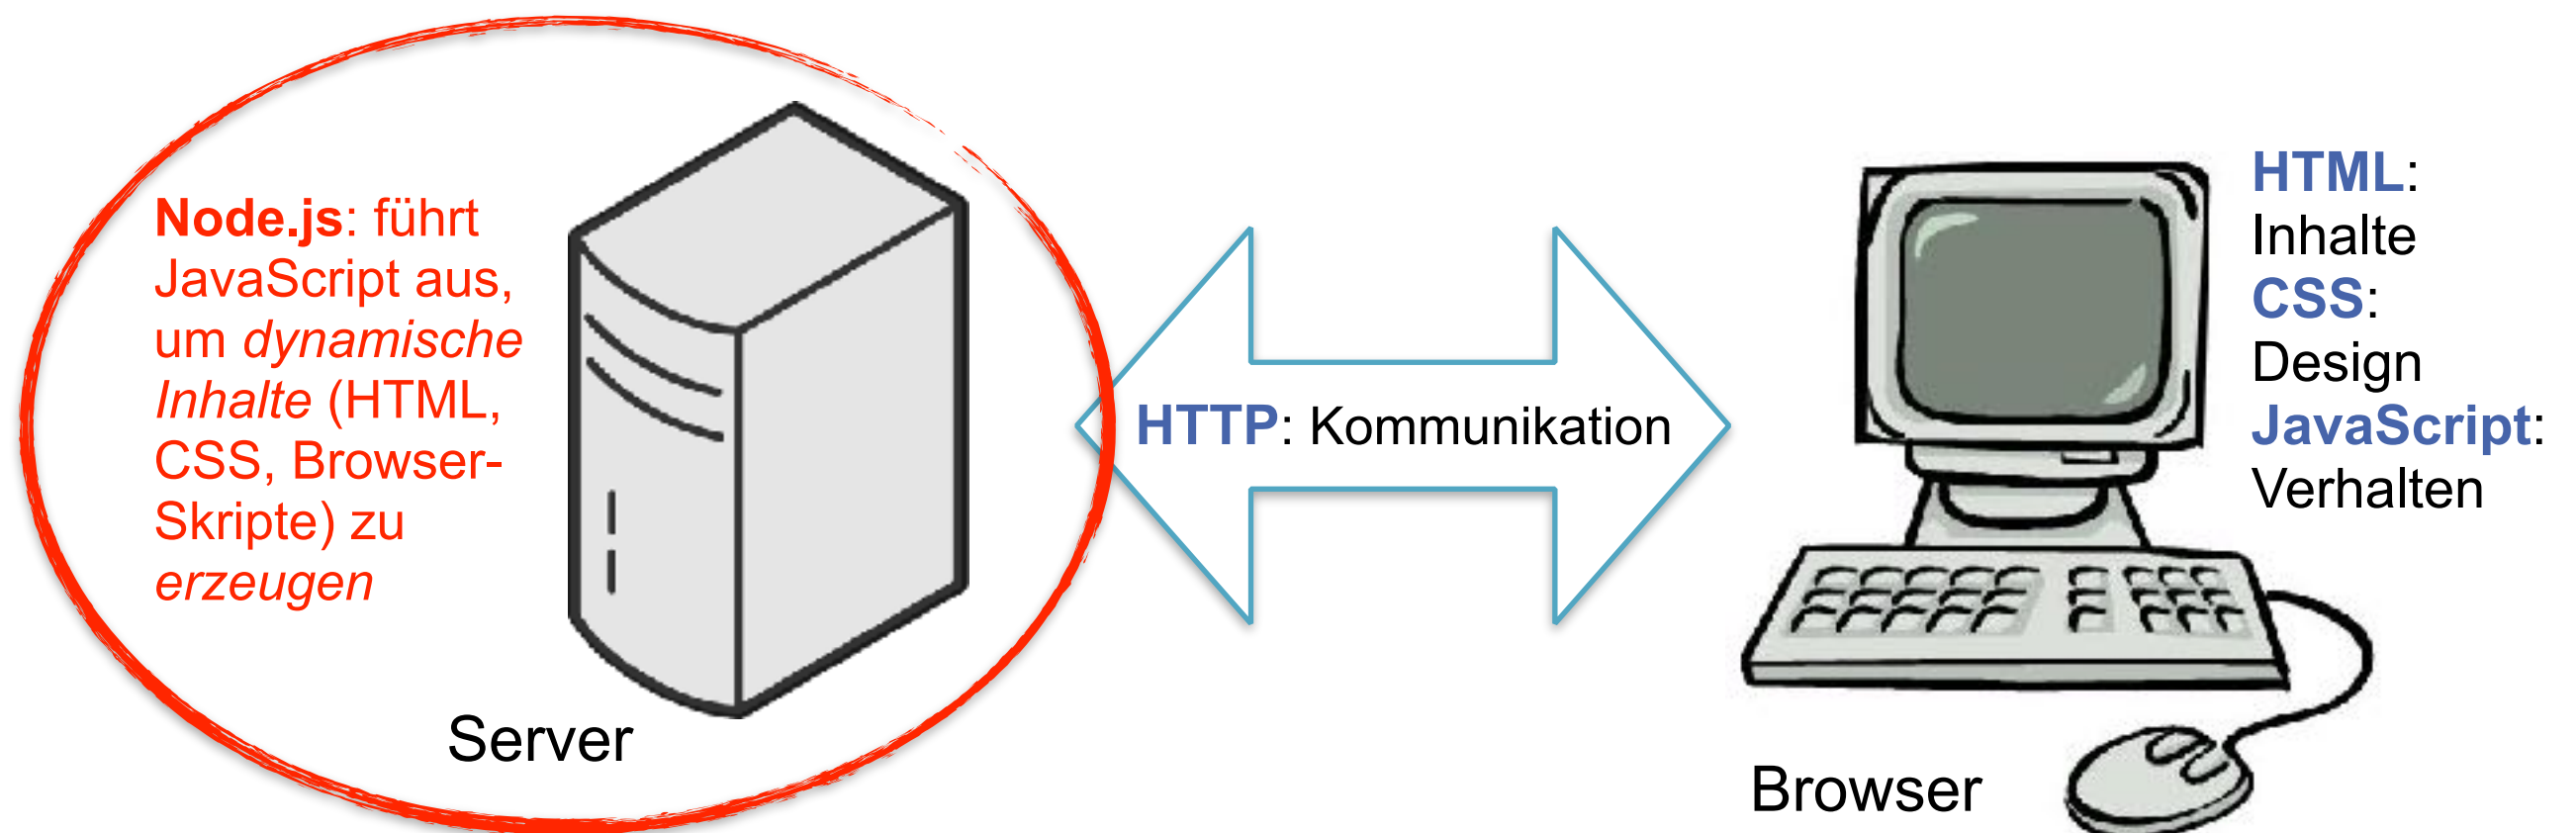 Node.js: führt
JavaScript aus,
um dynamische
Inhalte (HTML,
CSS, Browser-
Skripte) zu
erzeugen
Server
HTTP: Kommunikation
HTML:
Inhalte
CSS:
Design
JavaScript:
Verhalten
Browser